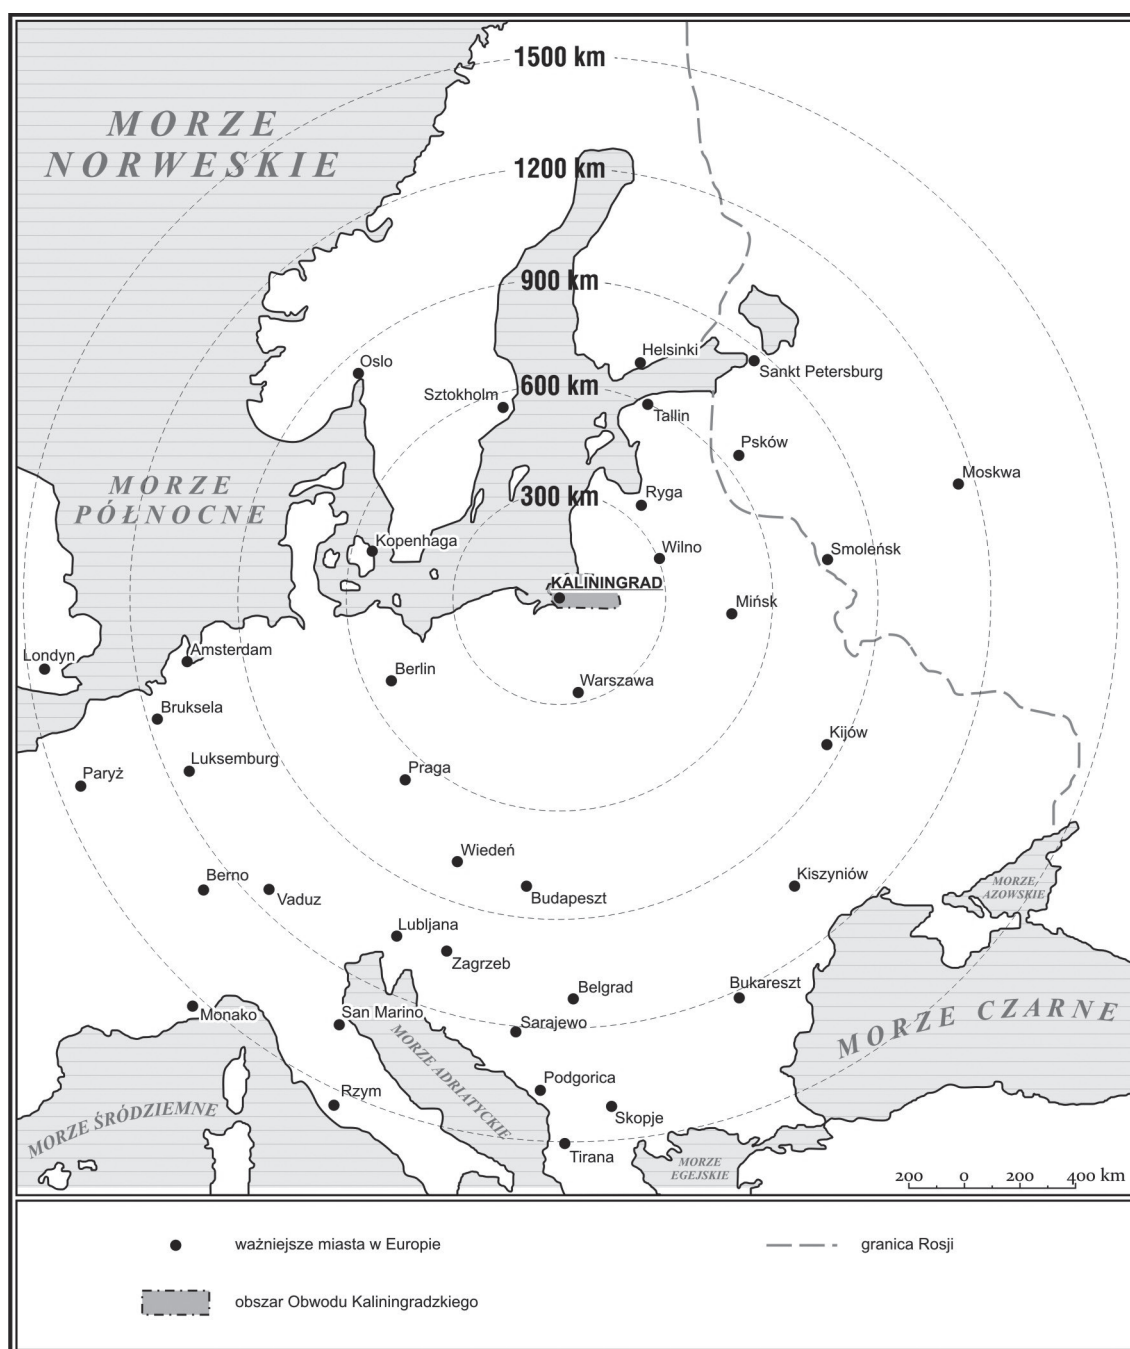 1500 km
MORZE
NORWESKIE
1200 km
900 km
Helsinki
Oslo
Sankt Petersburg
600 km
Sztokholm
Tallin
Psków
Moskwa
MORZE
PÓŁNOCNE
300 km
Ryga
Kopenhaga
Wilno
Smoleńsk
KALINIINGRAD
Mińsk
Londyn
Amsterdam
Berlin
Warszawa
Bruksela
Kijów
Luksemburg
Praga
Paryż
Wiedeń
Berno
Vaduz
Budapeszt
Kiszyniów
MORZE
AZOWSKIE
Lubljana
Zagrzeb
Belgrad
Bukareszt
Monako
San Marino
Sarajewo
MORZE CZARNE
MORZE ADRIATYCKIE
Podgorica
Rzym
Skopje
MORZE ŚRÓDZIEMNE
Tirana
MORZE
EGEJSKIE
200 0 200 400 km
ważniejsze miasta w Europie
granica Rosji
obszar Obwodu Kaliningradzkiego